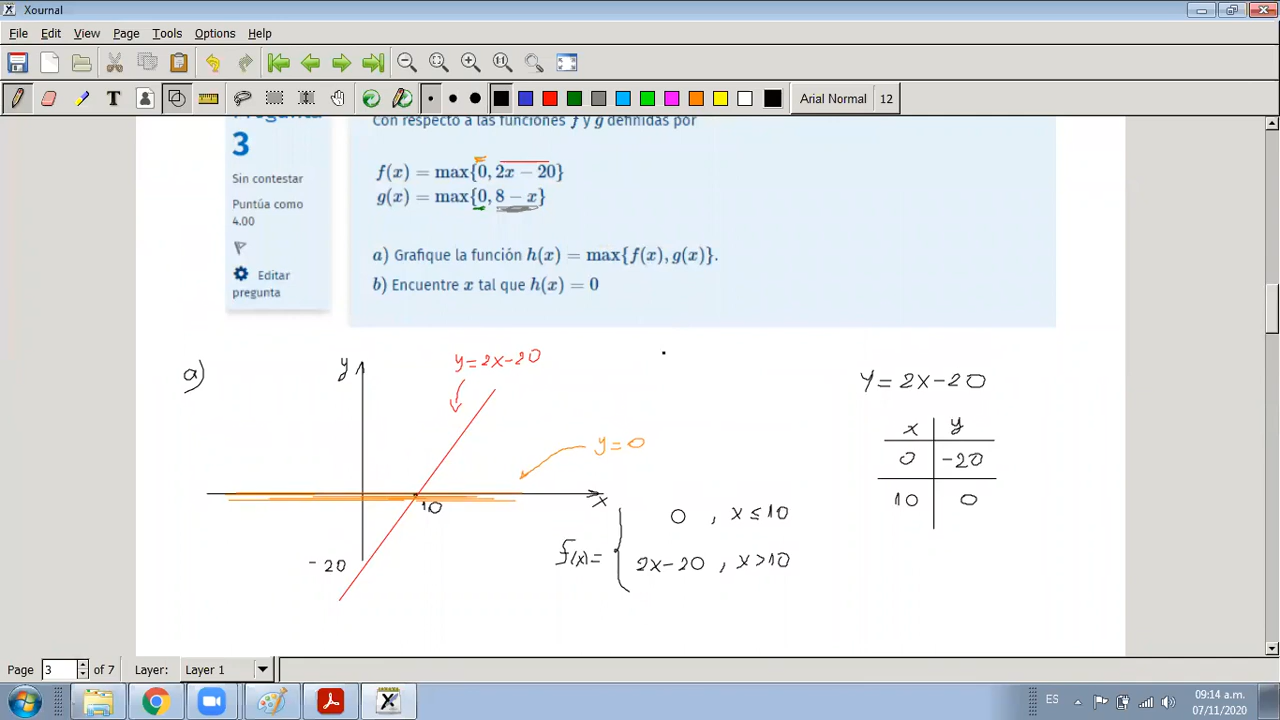 Xournal
File Edit View Page Tools Options Help
Arial Normal 12
Pregunta
3
Sin contestar
Puntúa como
4.00
Editar
pregunta
Con respecto a las funciones f y g definidas por
f(x) = max{0, 2x − 20}
g(x) = max{0, 8 − x}
a) Grafique la función h(x) = max{f(x), g(x)}.
b) Encuentre x tal que h(x) = 0
a)
y
y=2x-20
y=0
x
10
-20
f(x)= { 0 , x ≤ 10
2x-20 , x>10
y=2x-20
x y
0 -20
10 0
Page 3 of 7 Layer: Layer 1
ES
09:14 a.m.
07/11/2020